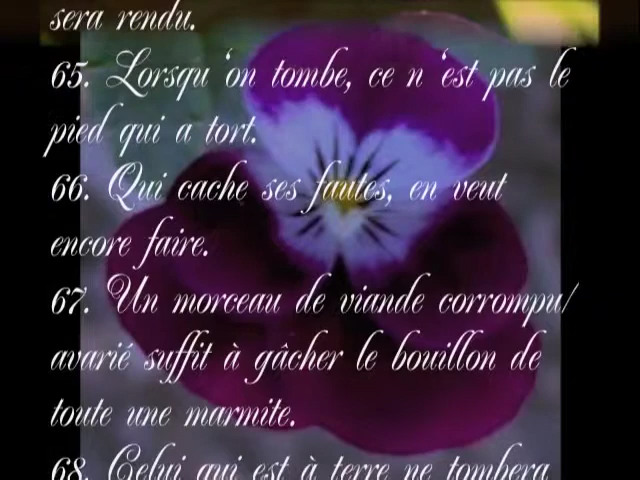 sera rendu.
65. Lorsqu 'on tombe, ce n 'est pas le
pied qui a tort.
66. Qui cache ses fautes, en veut
encore faire.
67. Un morceau de viande corrompu/
avarié suffit à gâcher le bouillon de
toute une marmite.
68. Celui qui est à terre ne tombera